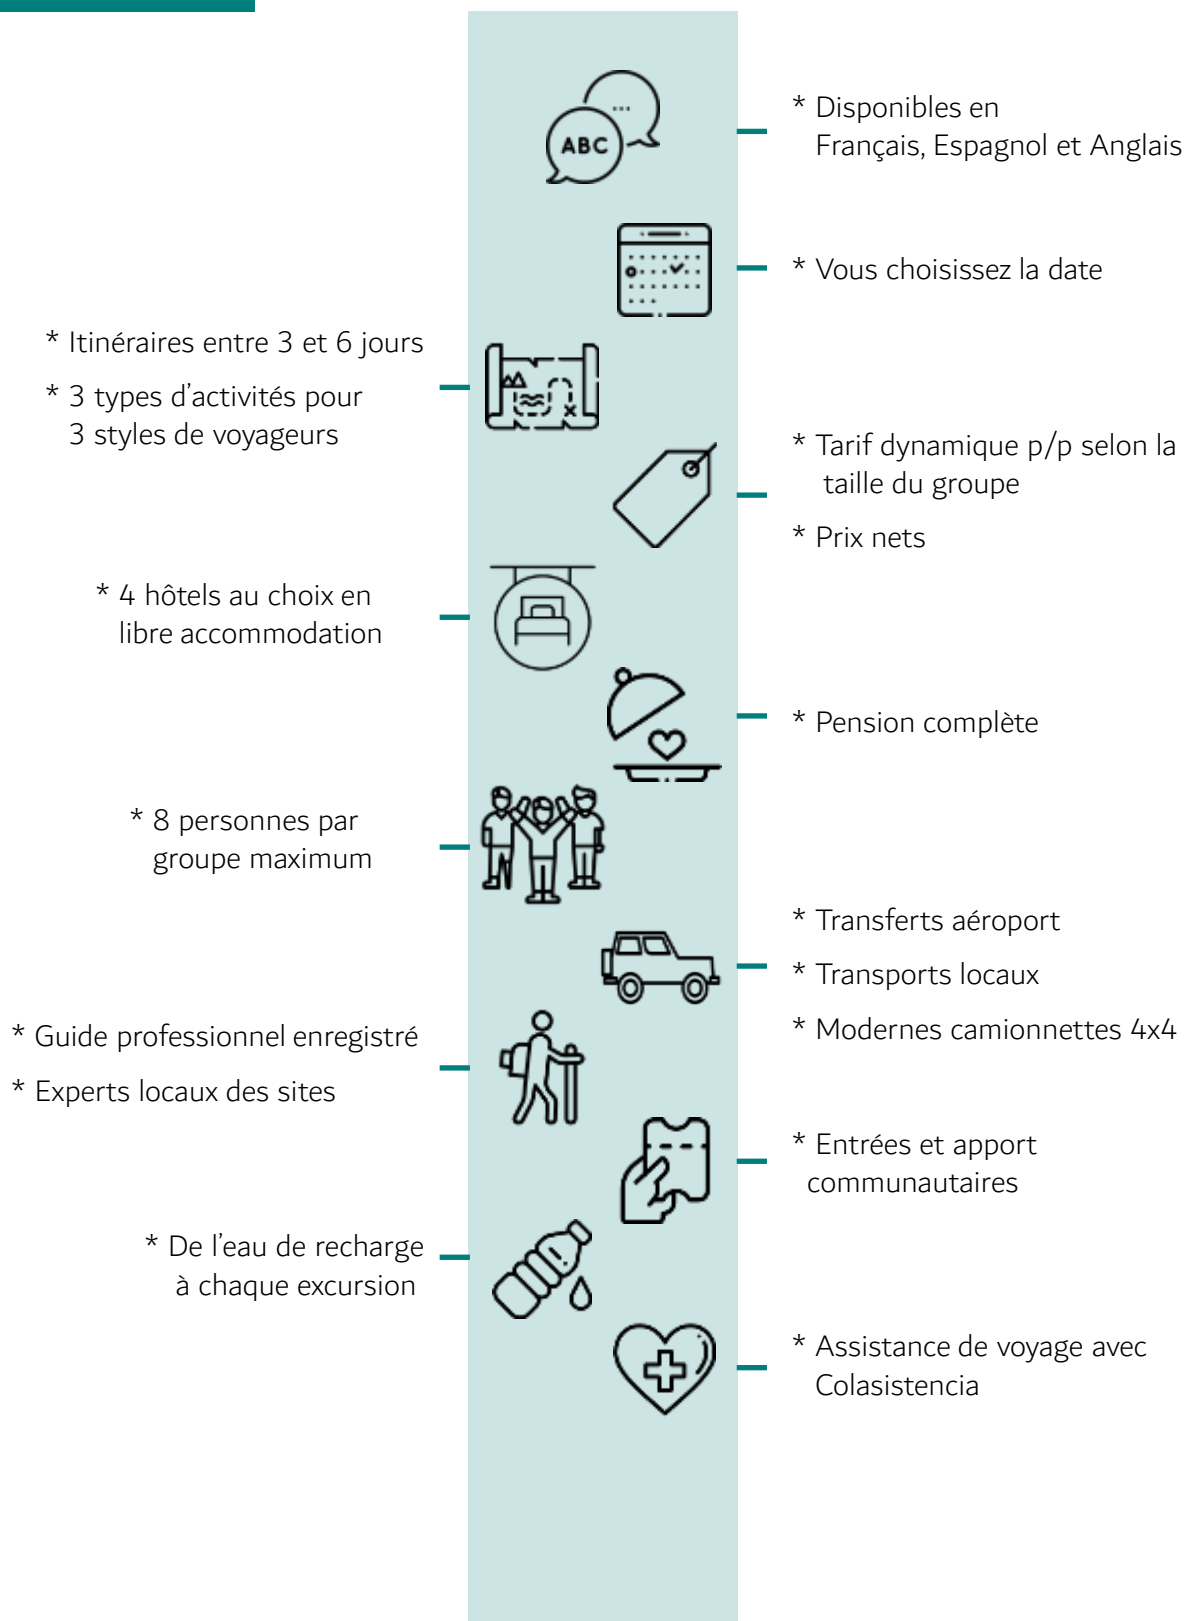 ABC
* Disponibles en
Français, Espagnol et Anglais
* Vous choisissez la date
* Itinéraires entre 3 et 6 jours
* 3 types d’activités pour
3 styles de voyageurs
* Tarif dynamique p/p selon la
taille du groupe
* Prix nets
* 4 hôtels au choix en
libre accommodation
* Pension complète
* 8 personnes par
groupe maximum
* Transferts aéroport
* Transports locaux
* Modernes camionnettes 4x4
* Guide professionnel enregistré
* Experts locaux des sites
* Entrées et apport
communautaires
* De l’eau de recharge
à chaque excursion
* Assistance de voyage avec
Colasistencia